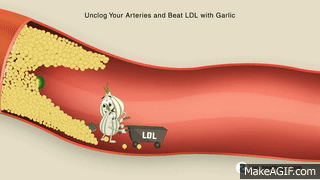 Unclog Your Arteries and Beat LDL with Garlic
LDL
MakeAGIF.com